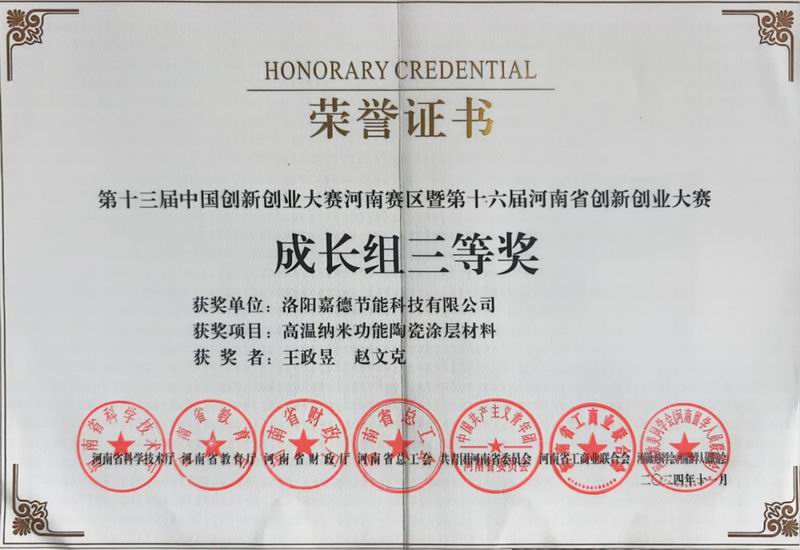 HONORARY CREDENTIAL
荣誉证书
第十三届中国创新创业大赛河南赛区暨第十六届河南省创新创业大赛
成长组三等奖
获奖单位：洛阳嘉德节能科技有限公司
获奖项目：高温纳米功能陶瓷涂层材料
获 奖 者：王政昱 赵文克
河南省科学技术厅 河南省教育厅 河南省财政厅 河南省总工会 共青团河南省委员会 河南省工商业联合会
二〇二四年十一月